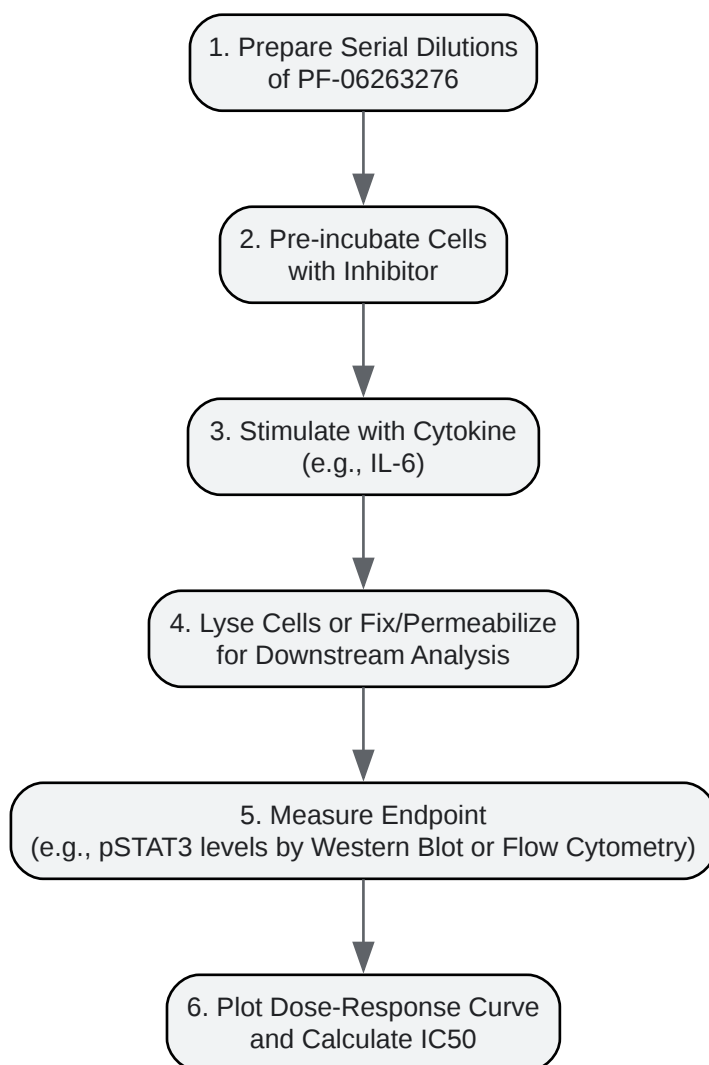 1. Prepare Serial Dilutions
of PF-06263276
2. Pre-incubate Cells
with Inhibitor
3. Stimulate with Cytokine
(e.g., IL-6)
4. Lyse Cells or Fix/Permeabilize
for Downstream Analysis
5. Measure Endpoint
(e.g., pSTAT3 levels by Western Blot or Flow Cytometry)
6. Plot Dose-Response Curve
and Calculate IC50